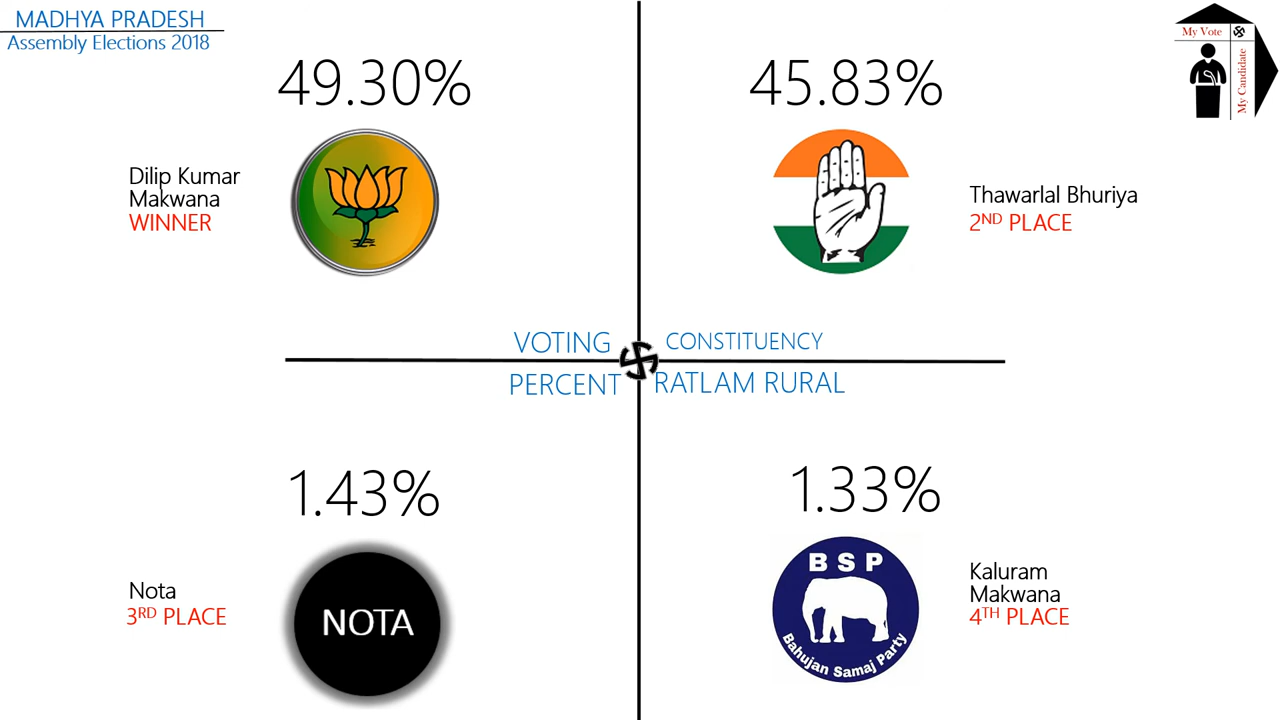 MADHYA PRADESH
Assembly Elections 2018
My Vote
My Candidate
49.30%
Dilip Kumar
Makwana
WINNER
45.83%
Thawarlal Bhuriya
2ND PLACE
VOTING
PERCENT
CONSTITUENCY
RATLAM RURAL
1.43%
Nota
3RD PLACE
NOTA
1.33%
BSP
Bahujan Samaj Party
Kaluram
Makwana
4TH PLACE